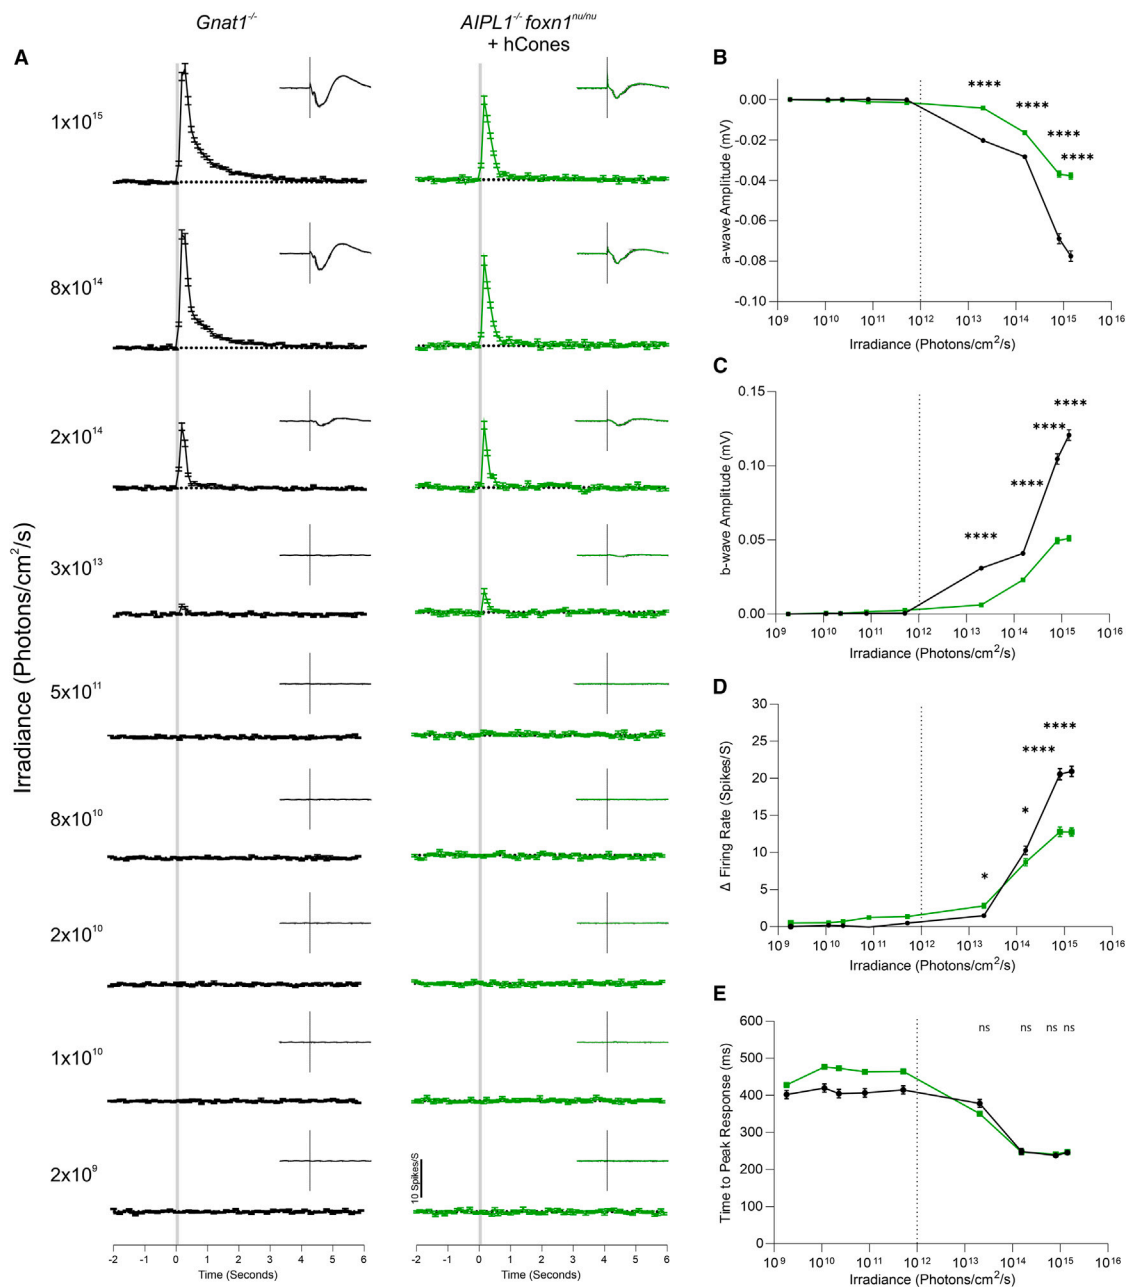 Gnat1-/-
AIPL1-/- foxn1nu/nu
+ hCones
A
Irradiance (Photons/cm2/s)
1x10^15
8x10^14
2x10^14
3x10^13
5x10^11
8x10^10
2x10^10
1x10^10
2x10^9
10 Spikes/S
-2 -1 0 1 2 3 4 5 6
Time (Seconds)
-2 -1 0 1 2 3 4 5 6
Time (Seconds)
B
a-wave Amplitude (mV)
0.00
-0.02
-0.04
-0.06
-0.08
-0.10
****
****
****
****
10^9 10^10 10^11 10^12 10^13 10^14 10^15 10^16
Irradiance (Photons/cm2/s)
C
b-wave Amplitude (mV)
0.15
0.10
0.05
0.00
****
****
****
****
10^9 10^10 10^11 10^12 10^13 10^14 10^15 10^16
Irradiance (Photons/cm2/s)
D
Δ Firing Rate (Spikes/S)
30
25
20
15
10
5
0
****
****
*
*
10^9 10^10 10^11 10^12 10^13 10^14 10^15 10^16
Irradiance (Photons/cm2/s)
E
Time to Peak Response (ms)
600
500
400
300
200
100
0
ns ns ns ns
10^9 10^10 10^11 10^12 10^13 10^14 10^15 10^16
Irradiance (Photons/cm2/s)